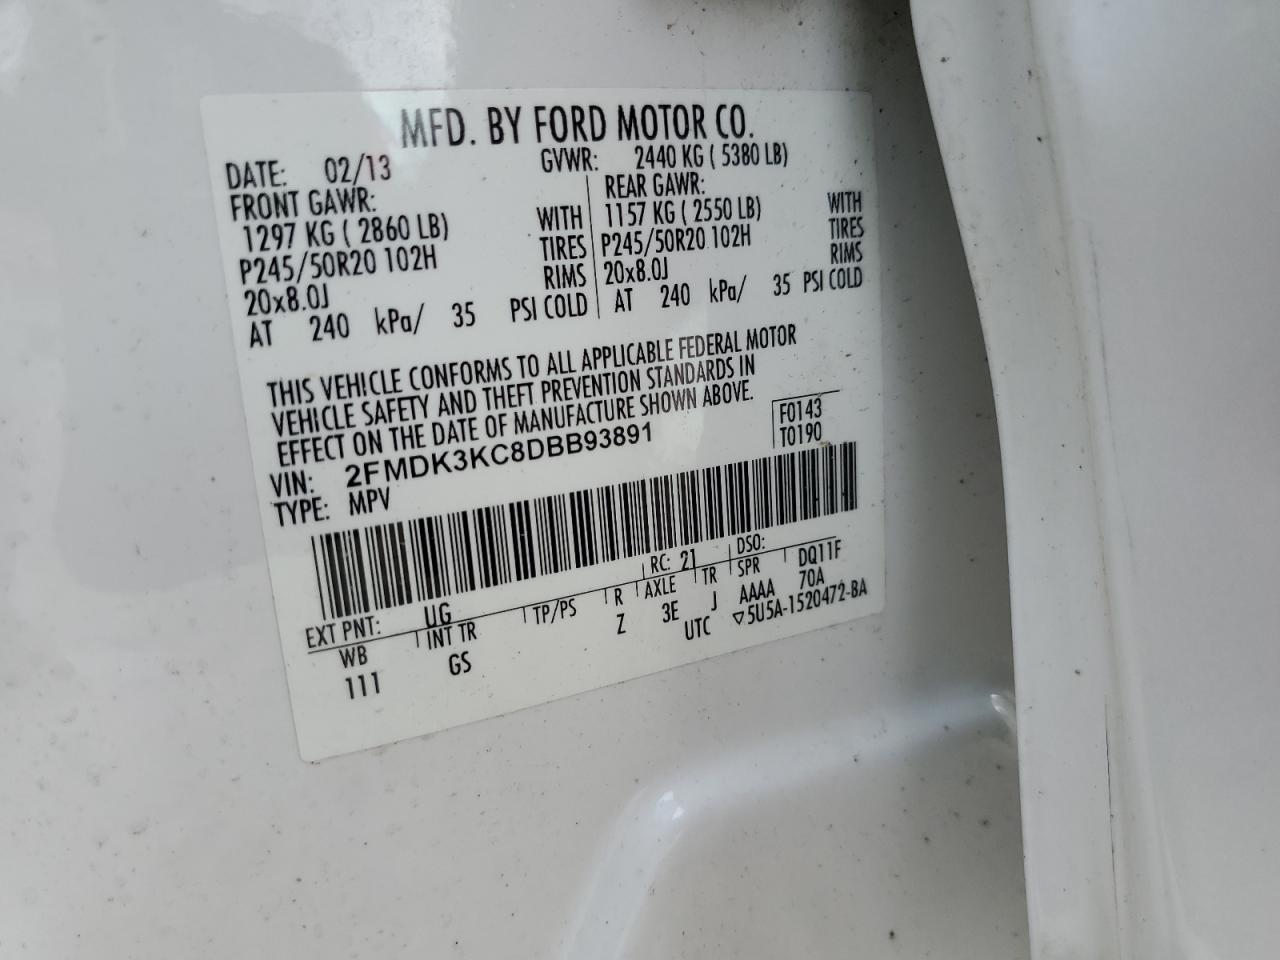 MFD. BY FORD MOTOR CO.
DATE: 02/13 GVWR: 2440 KG ( 5380 LB)
FRONT GAWR: REAR GAWR:
1297 KG ( 2860 LB) WITH 1157 KG ( 2550 LB) WITH
P245/50R20 102H TIRES P245/50R20 102H TIRES
20x8.0J RIMS 20x8.0J RIMS
AT 240 kPa/ 35 PSI COLD AT 240 kPa/ 35 PSI COLD
THIS VEHICLE CONFORMS TO ALL APPLICABLE FEDERAL MOTOR
VEHICLE SAFETY AND THEFT PREVENTION STANDARDS IN
EFFECT ON THE DATE OF MANUFACTURE SHOWN ABOVE.
F0143
VIN: 2FMDK3KC8DBB93891 T0190
TYPE: MPV
EXT PNT: UG RC: 21 DSO:
WB INT TR TP/PS R AXLE TR SPR DQ11F
111 GS Z 3E J AAAA 70A
UTC ▽5U5A-1520472-BA